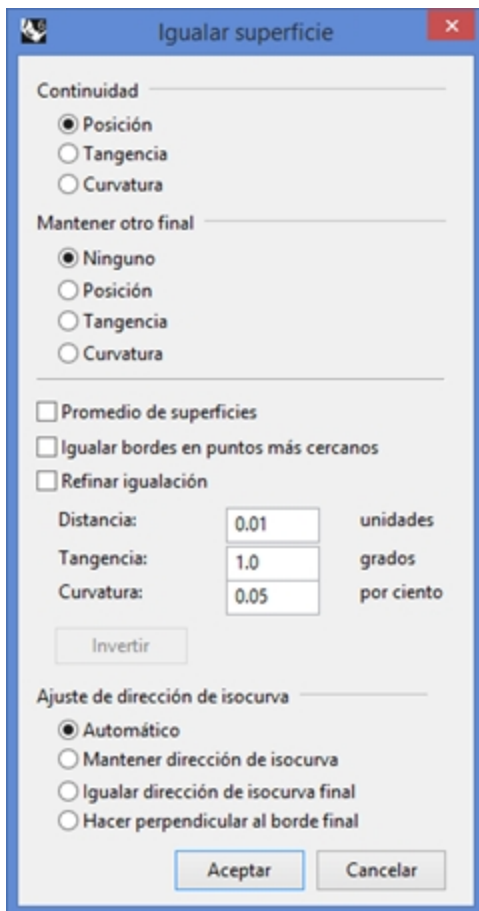 Igualar superficie
Continuidad
Posición
Tangencia
Curvatura
Mantener otro final
Ninguno
Posición
Tangencia
Curvatura
Promedio de superficies
Igualar bordes en puntos más cercanos
Refinar igualación
Distancia: 0.01 unidades
Tangencia: 1.0 grados
Curvatura: 0.05 por ciento
Invertir
Ajuste de dirección de isocurva
Automático
Mantener dirección de isocurva
Igualar dirección de isocurva final
Hacer perpendicular al borde final
Aceptar Cancelar